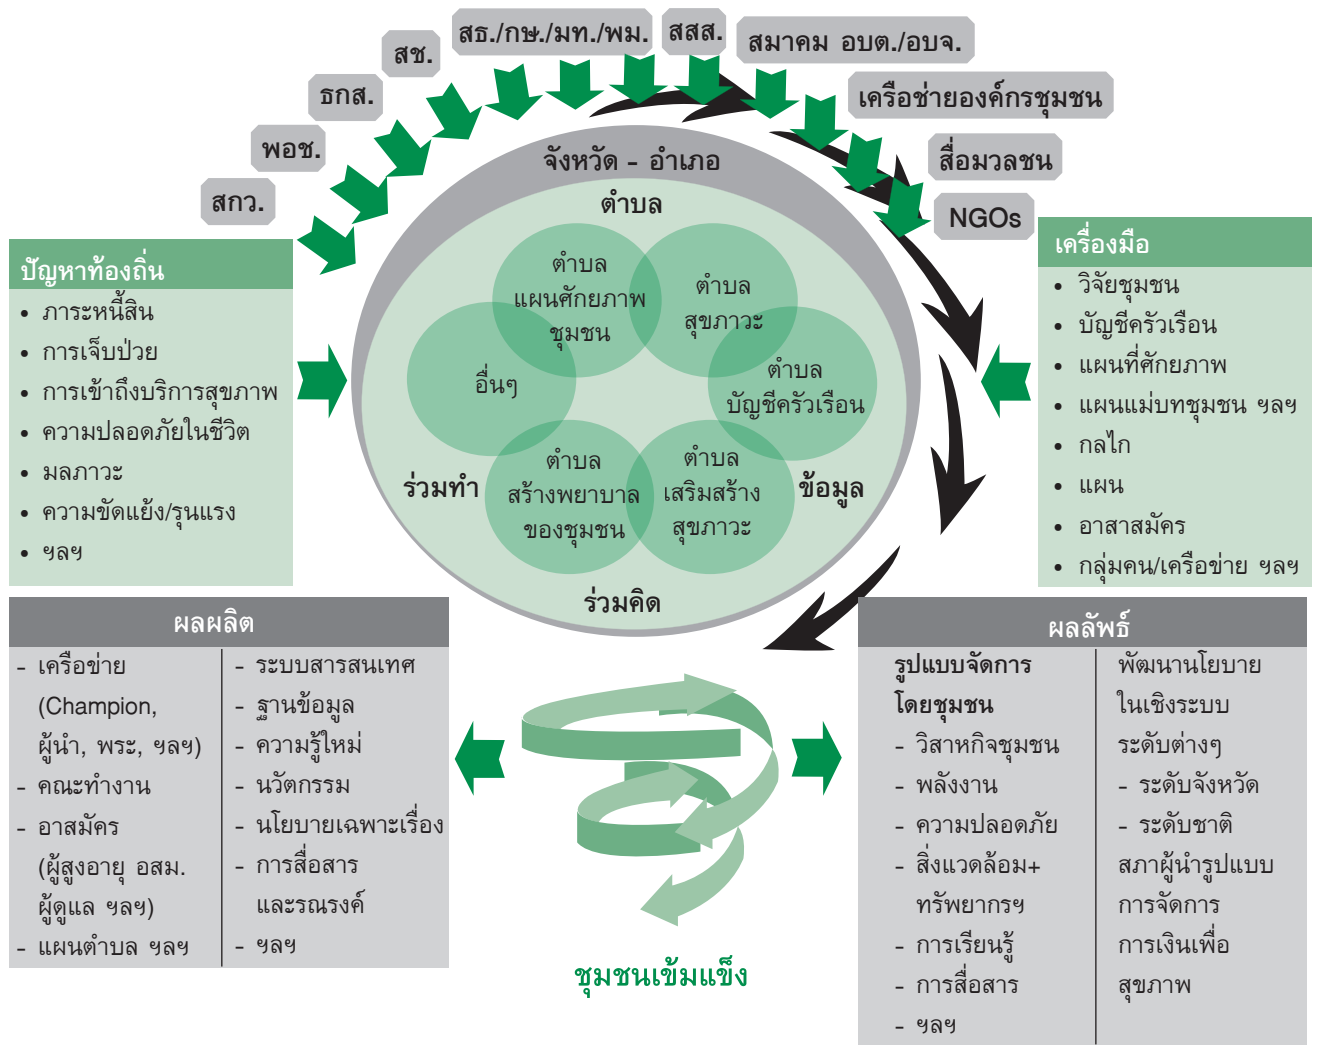 สธ./กษ./มท./พม.
สสส.
สมาคม อบต./อบจ.
สช.
ธกส.
เครือช่ายองค์กรชุมชน
พอช.
สื่อมวลชน
สกว.
NGOs
จังหวัด - อำเภอ
ตำบล
ตำบล
แผนศักยภาพ
ชุมชน
ตำบล
สุขภาวะ
อื่นๆ
ตำบล
บัญชีครัวเรือน
ตำบล
สร้างพยาบาล
ของชุมชน
ตำบล
เสริมสร้าง
สุขภาวะ
ร่วมทำ
ข้อมูล
ร่วมคิด
ปัญหาท้องถิ่น
• ภาระหนี้สิน
• การเจ็บป่วย
• การเข้าถึงบริการสุขภาพ
• ความปลอดภัยในชีวิต
• มลภาวะ
• ความขัดแย้ง/รุนแรง
• ฯลฯ
เครื่องมือ
• วิจัยชุมชน
• บัญชีครัวเรือน
• แผนที่ศักยภาพ
• แผนแม่บทชุมชน ฯลฯ
• กลไก
• แผน
• อาสาสมัคร
• กลุ่มคน/เครือข่าย ฯลฯ
ผลผลิต
- เครือข่าย
(Champion,
ผู้นำ, พระ, ฯลฯ)
- คณะทำงาน
- อาสมัคร
(ผู้สูงอายุ อสม.
ผู้ดูแล ฯลฯ)
- แผนตำบล ฯลฯ
- ระบบสารสนเทศ
- ฐานข้อมูล
- ความรู้ใหม่
- นวัตกรรม
- นโยบายเฉพาะเรื่อง
- การสื่อสาร
และรณรงค์
- ฯลฯ
ชุมชนเข้มแข็ง
ผลลัพธ์
รูปแบบจัดการ
โดยชุมชน
- วิสาหกิจชุมชน
- พลังงาน
- ความปลอดภัย
- สิ่งแวดล้อม+
ทรัพยากรฯ
- การเรียนรู้
- การสื่อสาร
- ฯลฯ
พัฒนานโยบาย
ในเชิงระบบ
ระดับต่างๆ
- ระดับจังหวัด
- ระดับชาติ
สภาผู้นำรูปแบบ
การจัดการ
การเงินเพื่อ
สุขภาพ